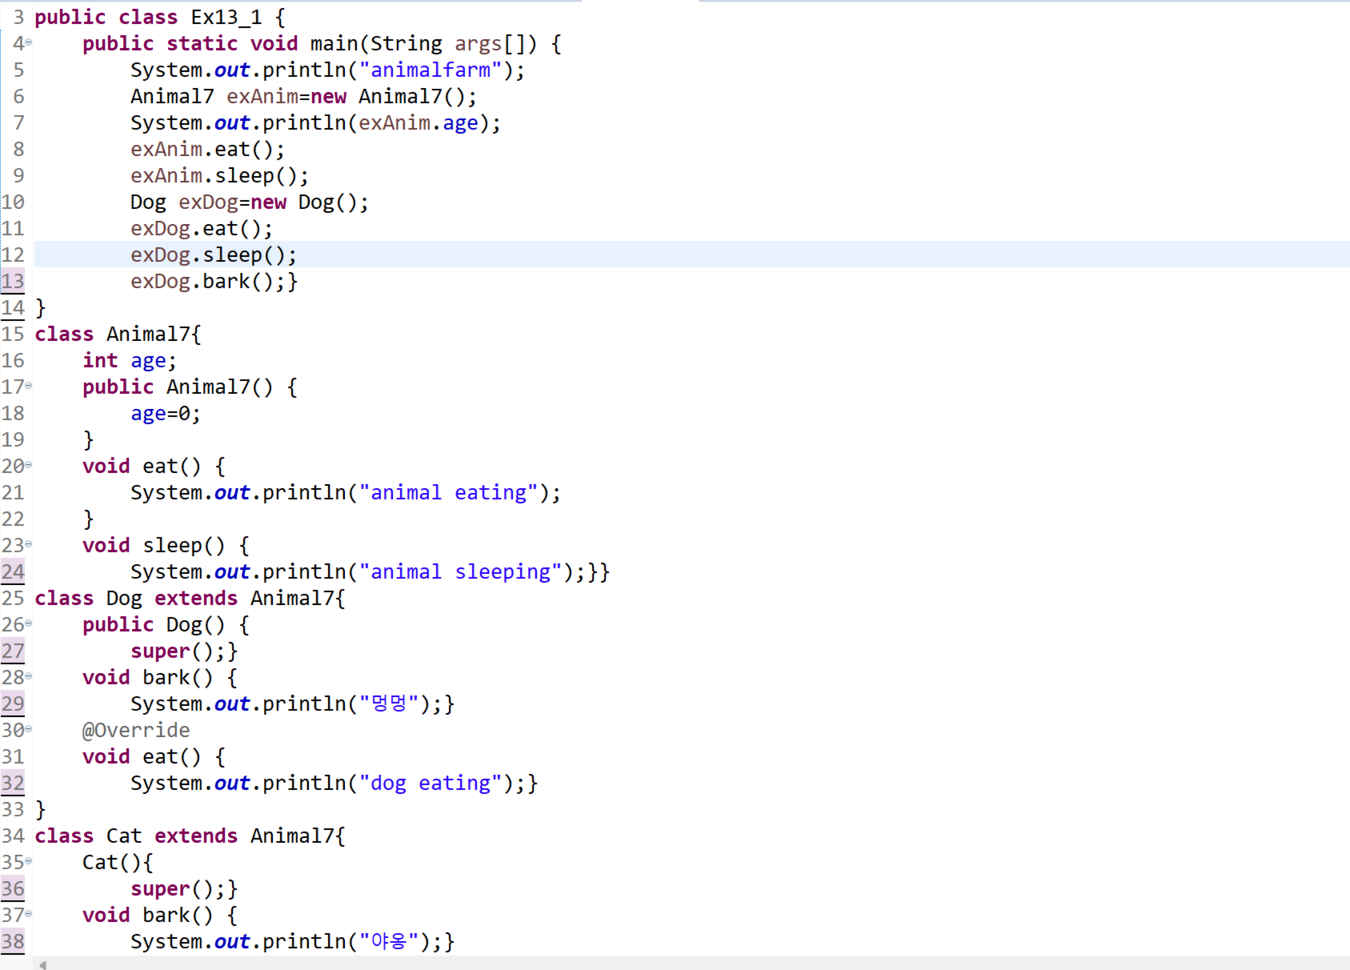 3 public class Ex13_1 {
4     public static void main(String args[]) {
5         System.out.println("animalfarm");
6         Animal7 exAnim=new Animal7();
7         System.out.println(exAnim.age);
8         exAnim.eat();
9         exAnim.sleep();
10         Dog exDog=new Dog();
11         exDog.eat();
12         exDog.sleep();
13         exDog.bark();}
14 }
15 class Animal7{
16     int age;
17     public Animal7() {
18         age=0;
19     }
20     void eat() {
21         System.out.println("animal eating");
22     }
23     void sleep() {
24         System.out.println("animal sleeping");}}
25 class Dog extends Animal7{
26     public Dog() {
27         super();}
28     void bark() {
29         System.out.println("멍멍");}
30     @Override
31     void eat() {
32         System.out.println("dog eating");}
33 }
34 class Cat extends Animal7{
35     Cat(){
36         super();}
37     void bark() {
38         System.out.println("야옹");}